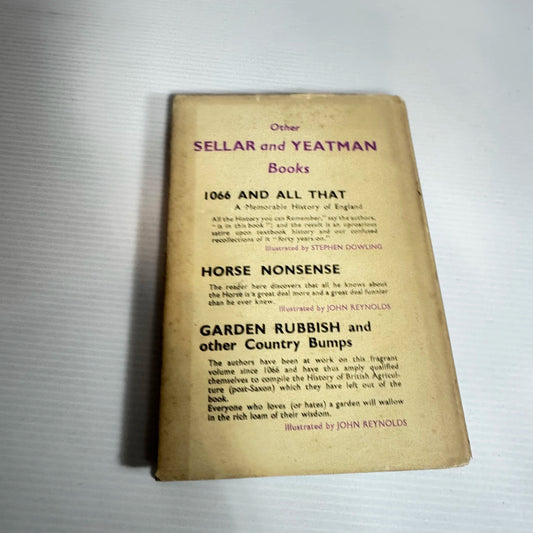 Other
SELLAR and YEATMAN
Books
1066 AND ALL THAT
A Memorable History of England
All the History you can Remember," say the authors,
"is in this book"; and the result is an uproarious
satire upon textbook history and our confused
recollections of it "forty years on."
Illustrated by STEPHEN DOWLING
HORSE NONSENSE
The reader here discovers that all he knows about
the Horse is a great deal more and a great deal funnier
than he ever knew.
Illustrated by JOHN REYNOLDS
GARDEN RUBBISH and
other Country Bumps
The authors have been at work on this fragrant
volume since 1066 and have thus amply qualified
themselves to compile the History of British Agricul-
ture (post-Saxon) which they have left out of the
book.
Everyone who loves (or hates) a garden will wallow
in the rich loam of their wisdom.
Illustrated by JOHN REYNOLDS